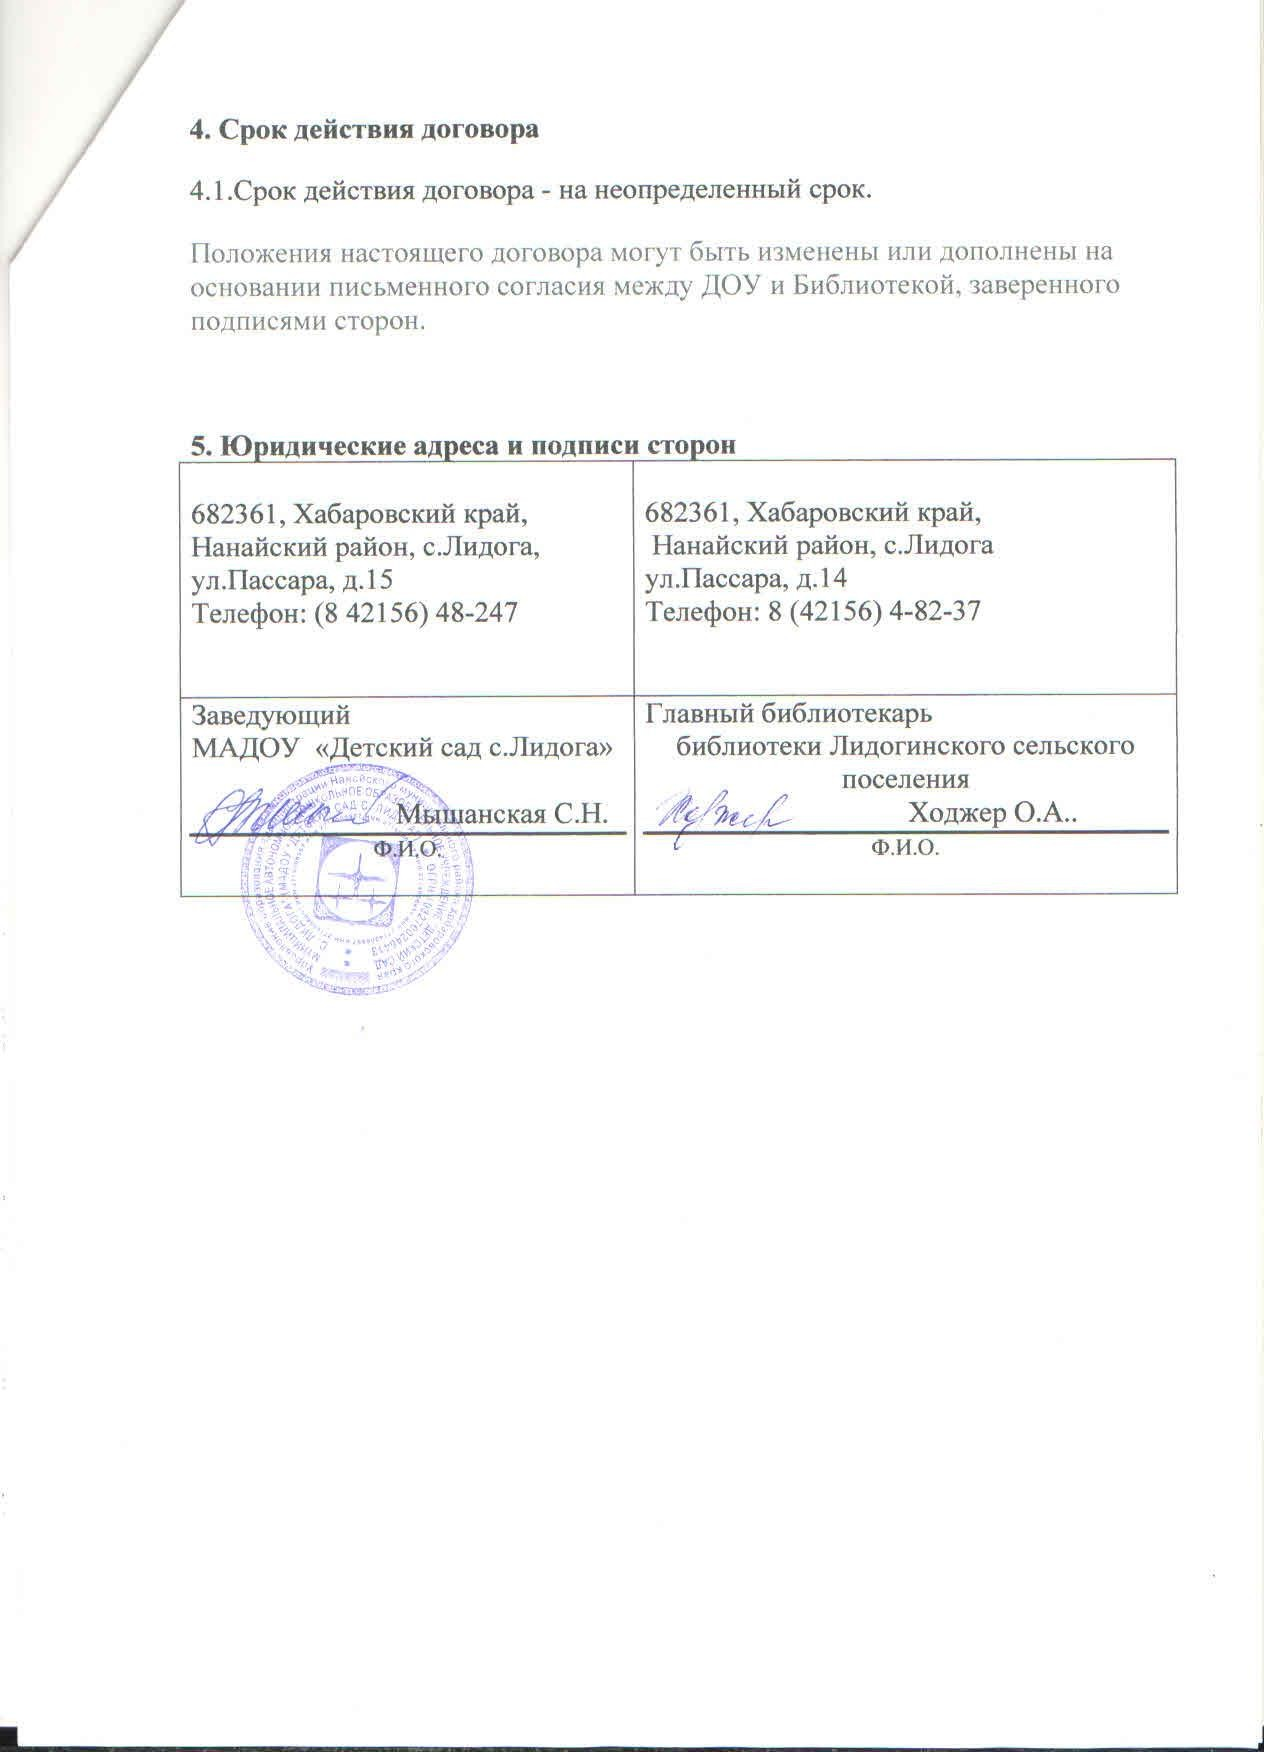 4. Срок действия договора
4.1.Срок действия договора - на неопределенный срок.
Положения настоящего договора могут быть изменены или дополнены на
основании письменного согласия между ДОУ и Библиотекой, заверенного
подписями сторон.
5. Юридические адреса и подписи сторон
682361, Хабаровский край,
Нанайский район, с.Лидога,
ул.Пассара, д.15
Телефон: (8 42156) 48-247
682361, Хабаровский край,
Нанайский район, с.Лидога
ул.Пассара, д.14
Телефон: 8 (42156) 4-82-37
Заведующий
МАДОУ «Детский сад с.Лидога»
Мышанская С.Н.
Ф.И.О.
Главный библиотекарь
библиотеки Лидогинского сельского
поселения
Ходжер О.А..
Ф.И.О.